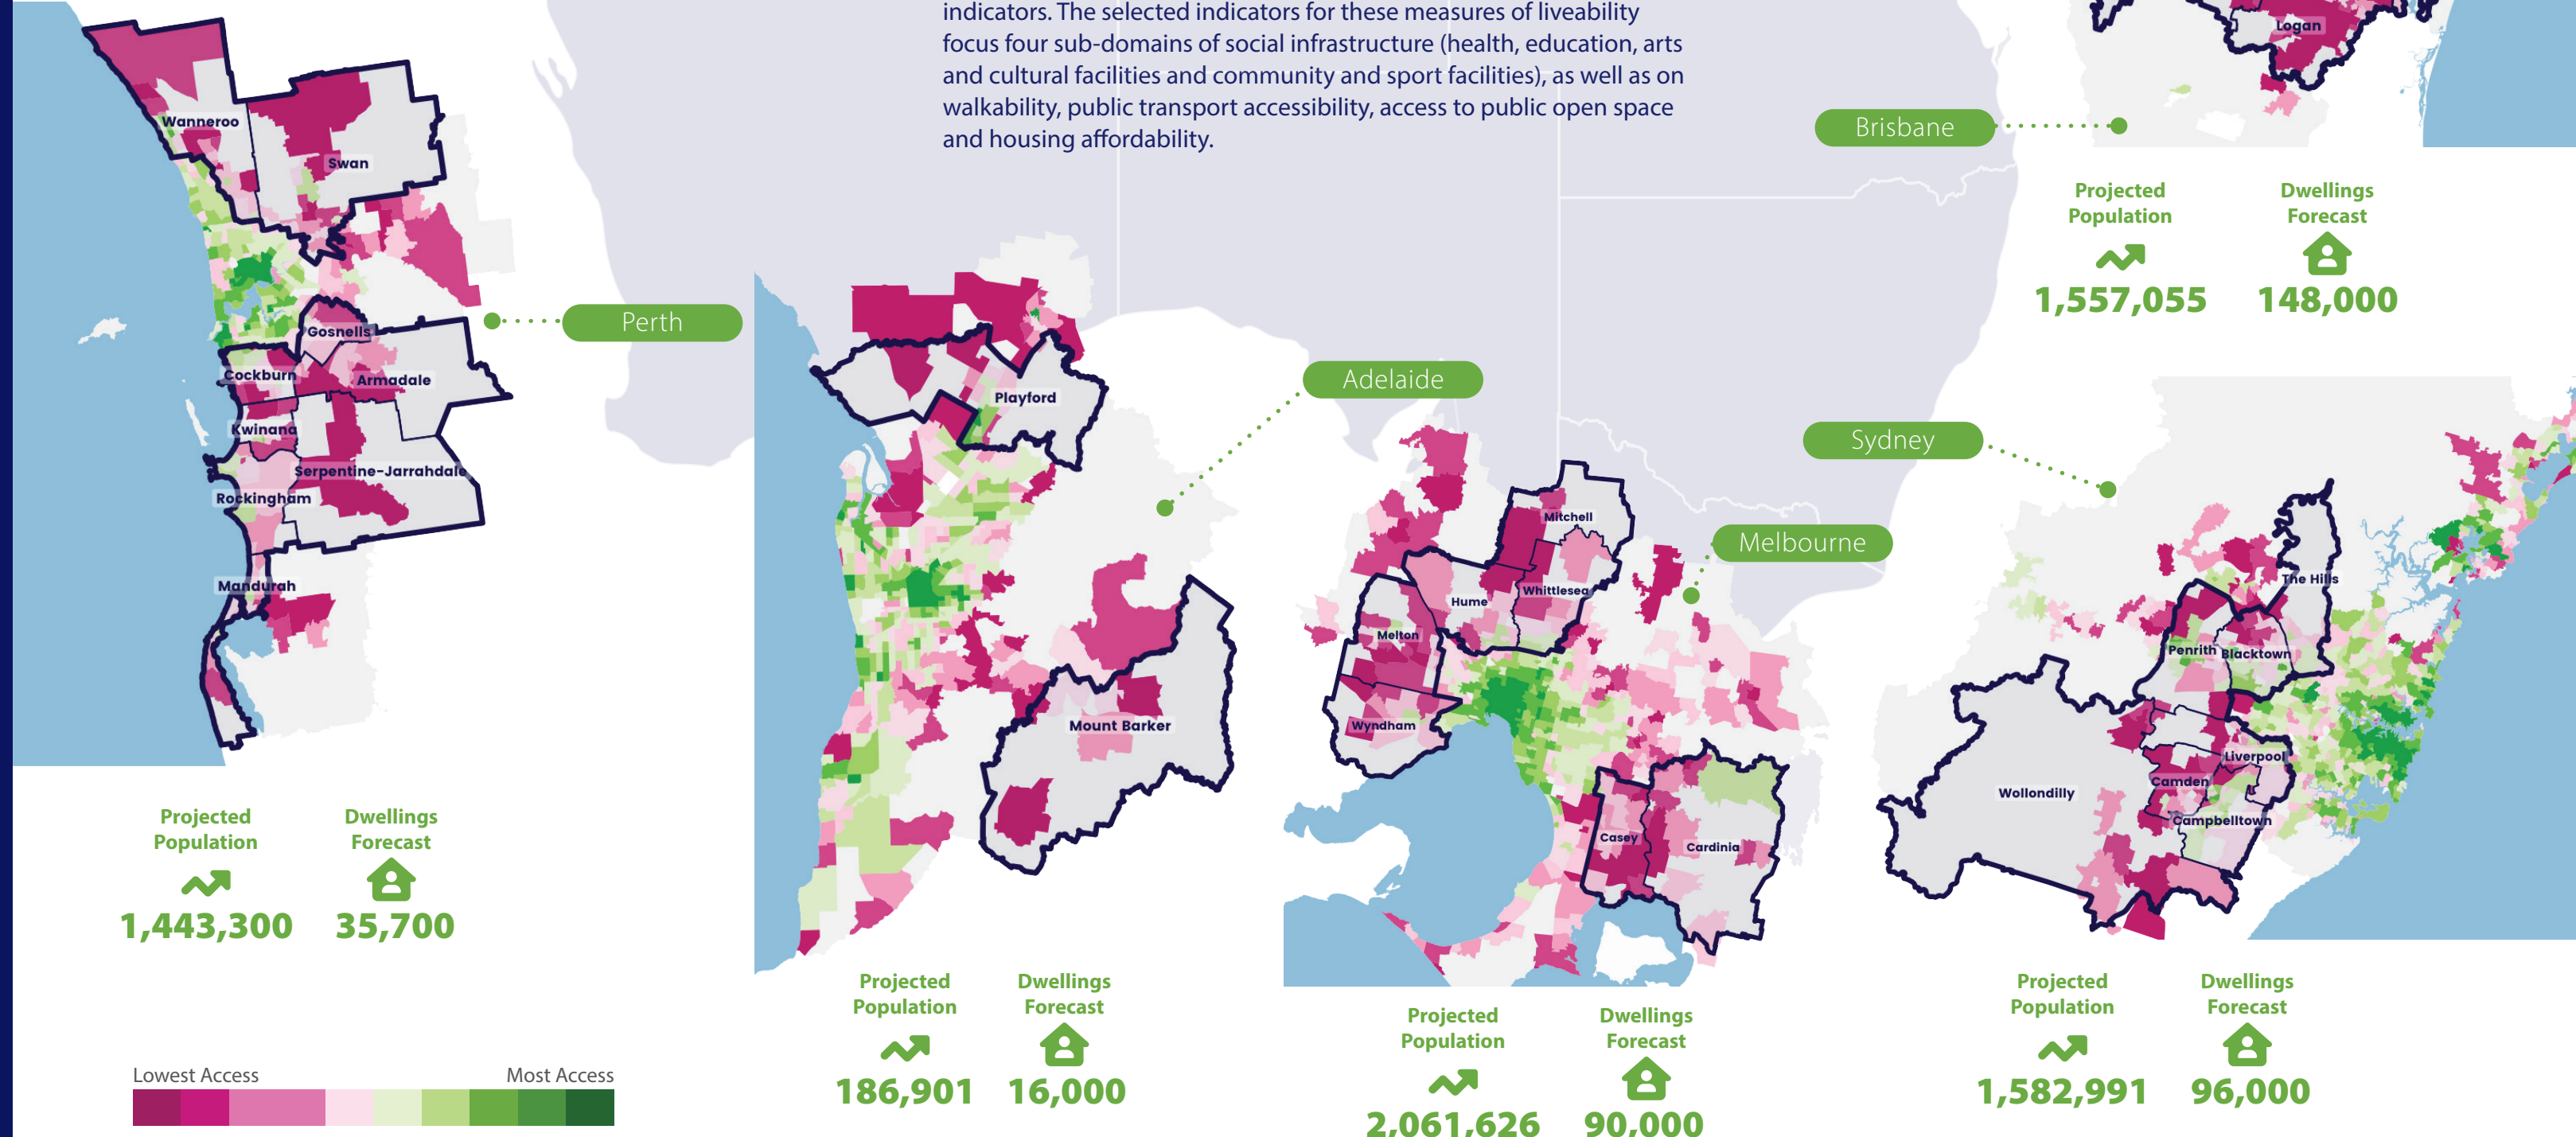 indicators. The selected indicators for these measures of liveability
focus four sub-domains of social infrastructure (health, education, arts
and cultural facilities and community and sport facilities), as well as on
walkability, public transport accessibility, access to public open space
and housing affordability.
Logan
Brisbane
Projected
Population
1,557,055
Dwellings
Forecast
148,000
Wanneroo
Swan
Gosnells
Cockburn
Armadale
Kwinana
Serpentine-Jarrahdale
Rockingham
Mandurah
Perth
Projected
Population
1,443,300
Dwellings
Forecast
35,700
Lowest Access
Most Access
Playford
Mount Barker
Adelaide
Projected
Population
186,901
Dwellings
Forecast
16,000
Mitchell
Whittlesea
Hume
Melton
Wyndham
Casey
Cardinia
Melbourne
Projected
Population
2,061,626
Dwellings
Forecast
90,000
Sydney
The Hills
Penrith
Blacktown
Liverpool
Camden
Wollondilly
Campbelltown
Projected
Population
1,582,991
Dwellings
Forecast
96,000